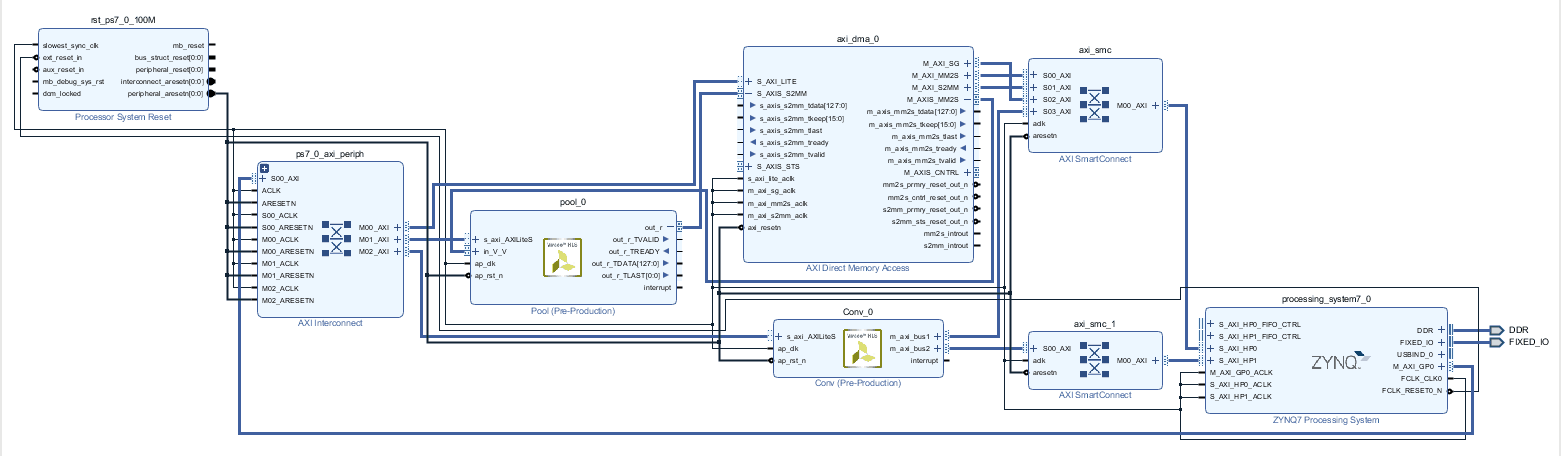 rst_ps7_0_100M
slowest_sync_clk
ext_reset_in
aux_reset_in
mb_debug_sys_rst
dcm_locked
mb_reset
bus_struct_reset[0:0]
peripheral_reset[0:0]
interconnect_aresetn[0:0]
peripheral_aresetn[0:0]
Processor System Reset
ps7_0_axi_periph
S00_AXI
ACLK
ARESETN
S00_ACLK
S00_ARESETN
M00_ACLK
M00_ARESETN
M01_ACLK
M01_ARESETN
M02_ACLK
M02_ARESETN
M00_AXI
M01_AXI
M02_AXI
AXI Interconnect
pool_0
s_axi_AXILiteS
in_V_V
ap_clk
ap_rst_n
out_r
out_r_TVALID
out_r_TREADY
out_r_TDATA[127:0]
out_r_TLAST[0:0]
interrupt
Pool (Pre-Production)
axi_dma_0
S_AXI_LITE
S_AXIS_S2MM
s_axis_s2mm_tdata[127:0]
s_axis_s2mm_tkeep[15:0]
s_axis_s2mm_tlast
s_axis_s2mm_tready
s_axis_s2mm_tvalid
S_AXIS_STS
s_axi_lite_aclk
m_axi_sg_aclk
m_axi_mm2s_aclk
m_axi_s2mm_aclk
axi_resetn
M_AXI_SG
M_AXI_MM2S
M_AXI_S2MM
M_AXIS_MM2S
m_axis_mm2s_tdata[127:0]
m_axis_mm2s_tkeep[15:0]
m_axis_mm2s_tlast
m_axis_mm2s_tready
m_axis_mm2s_tvalid
M_AXIS_CNTRL
mm2s_prmry_reset_out_n
mm2s_cntrl_reset_out_n
s2mm_prmry_reset_out_n
s2mm_sts_reset_out_n
mm2s_introut
s2mm_introut
AXI Direct Memory Access
Conv_0
s_axi_AXILiteS
ap_clk
ap_rst_n
m_axi_bus1
m_axi_bus2
interrupt
Conv (Pre-Production)
axi_smc
S00_AXI
S01_AXI
S02_AXI
S03_AXI
aclk
aresetn
M00_AXI
AXI SmartConnect
axi_smc_1
S00_AXI
aclk
aresetn
M00_AXI
AXI SmartConnect
processing_system7_0
S_AXI_HP0_FIFO_CTRL
S_AXI_HP1_FIFO_CTRL
S_AXI_HP0
S_AXI_HP1
M_AXI_GP0_ACLK
S_AXI_HP0_ACLK
S_AXI_HP1_ACLK
ZYNQ
DDR
FIXED_IO
USBIND_0
M_AXI_GP0
FCLK_CLK0
FCLK_RESET0_N
ZYNQ7 Processing System
DDR
FIXED_IO